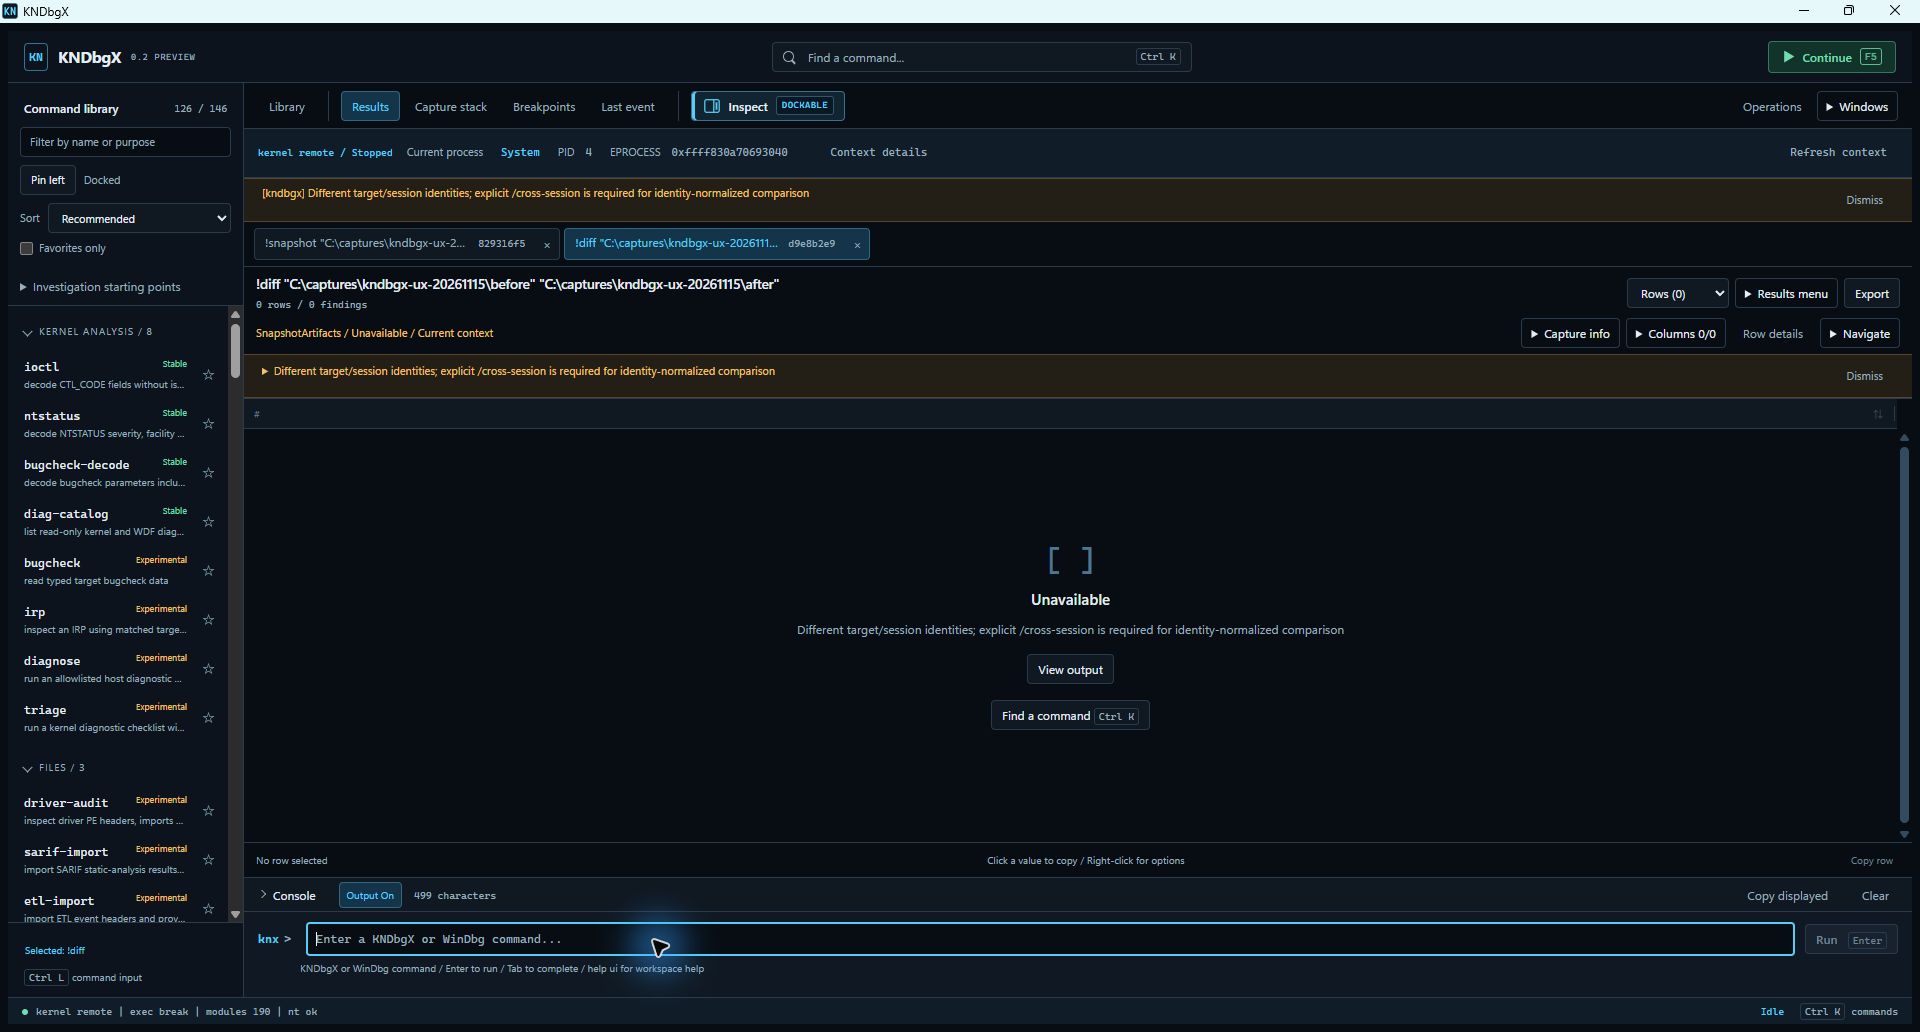 KN KNDbgX
KN KNDbgX 0.2 PREVIEW
Find a command... Ctrl K
Continue F5
Command library 126 / 146
Filter by name or purpose
Pin left Docked
Sort Recommended
Favorites only
Investigation starting points
KERNEL ANALYSIS / 8
ioctl Stable
decode CTL_CODE fields without is...
ntstatus Stable
decode NTSTATUS severity, facility ...
bugcheck-decode Stable
decode bugcheck parameters inclu...
diag-catalog Stable
list read-only kernel and WDF diag...
bugcheck Experimental
read typed target bugcheck data
irp Experimental
inspect an IRP using matched targe...
diagnose Experimental
run an allowlisted host diagnostic ...
triage Experimental
run a kernel diagnostic checklist wi...
FILES / 3
driver-audit Experimental
inspect driver PE headers, imports ...
sarif-import Experimental
import SARIF static-analysis results...
etl-import Experimental
import ETL event headers and prov...
Selected: !diff
Ctrl L command input
Library Results Capture stack Breakpoints Last event Inspect DOCKABLE Operations Windows
kernel remote / Stopped Current process System PID 4 EPROCESS 0xffff830a70693040 Context details Refresh context
[kndbgx] Different target/session identities; explicit /cross-session is required for identity-normalized comparison Dismiss
!snapshot "C:\captures\kndbgx-ux-2... 829316f5 × !diff "C:\captures\kndbgx-ux-2026111... d9e8b2e9 ×
!diff "C:\captures\kndbgx-ux-20261115\before" "C:\captures\kndbgx-ux-20261115\after"
0 rows / 0 findings
Rows (0) Results menu Export
SnapshotArtifacts / Unavailable / Current context
Capture info Columns 0/0 Row details Navigate
Different target/session identities; explicit /cross-session is required for identity-normalized comparison Dismiss
#
[ ]
Unavailable
Different target/session identities; explicit /cross-session is required for identity-normalized comparison
View output
Find a command Ctrl K
No row selected Click a value to copy / Right-click for options Copy row
Console Output On 499 characters Copy displayed Clear
knx > Enter a KNDbgX or WinDbg command... Run Enter
KNDbgX or WinDbg command / Enter to run / Tab to complete / help ui for workspace help
kernel remote | exec break | modules 190 | nt ok Idle Ctrl K commands